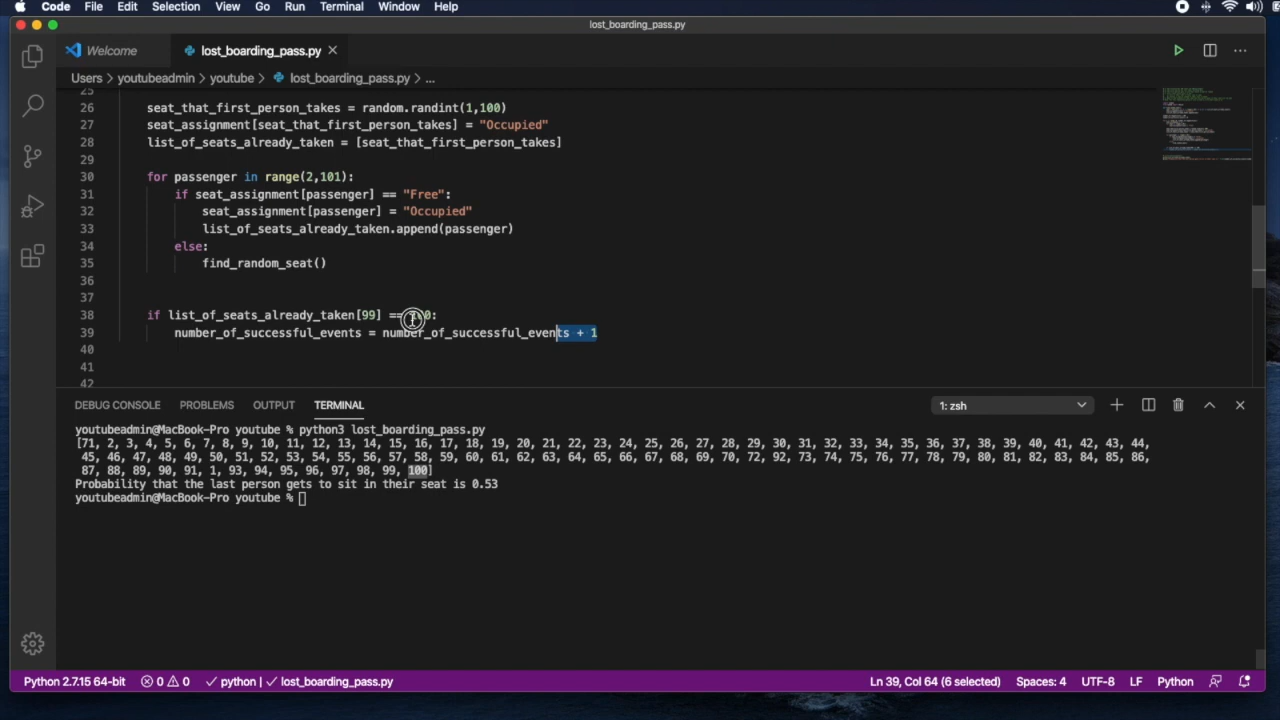 Code File Edit Selection View Go Run Terminal Window Help
lost_boarding_pass.py
Welcome lost_boarding_pass.py
Users > youtubeadmin > youtube > lost_boarding_pass.py > ...
25
26 seat_that_first_person_takes = random.randint(1,100)
27 seat_assignment[seat_that_first_person_takes] = "Occupied"
28 list_of_seats_already_taken = [seat_that_first_person_takes]
29
30 for passenger in range(2,101):
31 if seat_assignment[passenger] == "Free":
32 seat_assignment[passenger] = "Occupied"
33 list_of_seats_already_taken.append(passenger)
34 else:
35 find_random_seat()
36
37
38 if list_of_seats_already_taken[99] == 100:
39 number_of_successful_events = number_of_successful_events + 1
40
41
42
DEBUG CONSOLE PROBLEMS OUTPUT TERMINAL 1: zsh
youtubeadmin@MacBook-Pro youtube % python3 lost_boarding_pass.py
[71, 2, 3, 4, 5, 6, 7, 8, 9, 10, 11, 12, 13, 14, 15, 16, 17, 18, 19, 20, 21, 22, 23, 24, 25, 26, 27, 28, 29, 30, 31, 32, 33, 34, 35, 36, 37, 38, 39, 40, 41, 42, 43, 44,
45, 46, 47, 48, 49, 50, 51, 52, 53, 54, 55, 56, 57, 58, 59, 60, 61, 62, 63, 64, 65, 66, 67, 68, 69, 70, 72, 92, 73, 74, 75, 76, 77, 78, 79, 80, 81, 82, 83, 84, 85, 86,
87, 88, 89, 90, 91, 1, 93, 94, 95, 96, 97, 98, 99, 100]
Probability that the last person gets to sit in their seat is 0.53
youtubeadmin@MacBook-Pro youtube %
Python 2.7.15 64-bit 0 0 python | lost_boarding_pass.py Ln 39, Col 64 (6 selected) Spaces: 4 UTF-8 LF Python